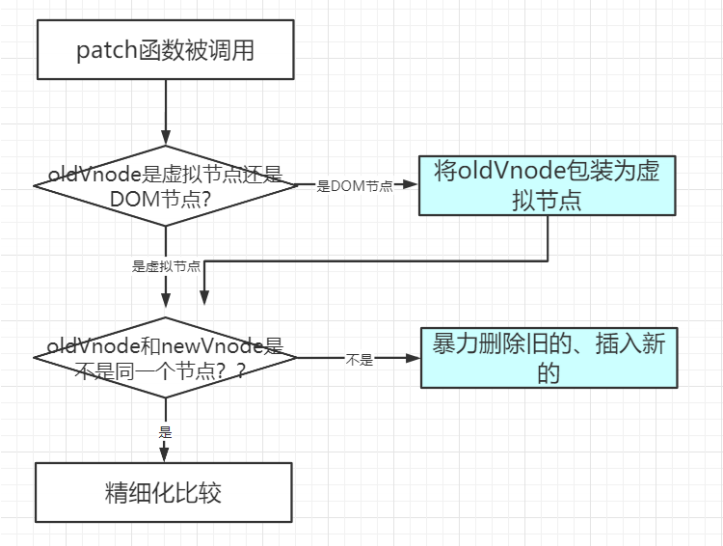 patch函数被调用
oldVnode是虚拟节点还是
DOM节点?
是DOM节点
将oldVnode包装为虚
拟节点
是虚拟节点
oldVnode和newVnode是
不是同一个节点? ?
不是
暴力删除旧的、插入新
的
是
精细化比较